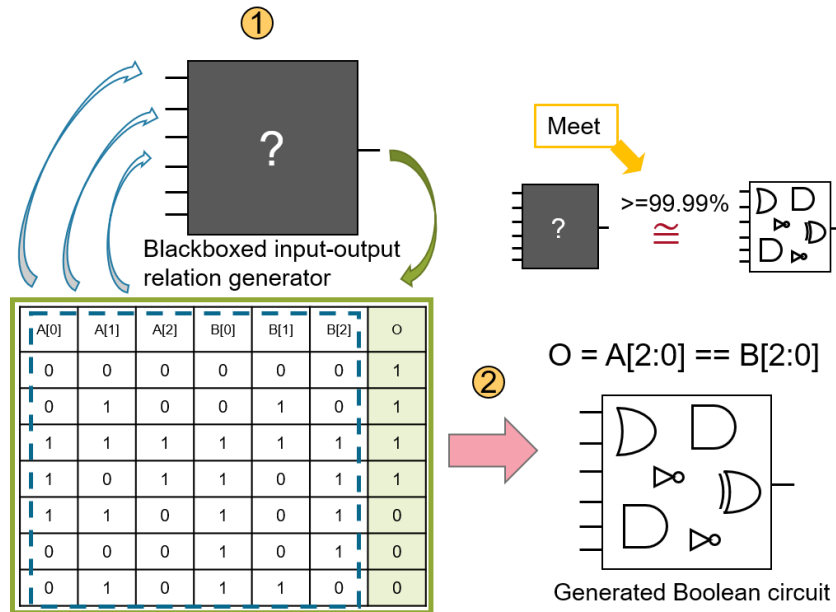 1
?
Blackboxed input-output
relation generator
Meet
?
>=99.99%
≅
A[0] A[1] A[2] B[0] B[1] B[2] O
0 0 0 0 0 0 1
0 1 0 0 1 0 1
1 1 1 1 1 1 1
1 0 1 1 0 1 1
1 1 0 1 0 1 0
0 0 0 1 0 1 0
0 1 0 1 1 0 0
2
O = A[2:0] == B[2:0]
Generated Boolean circuit